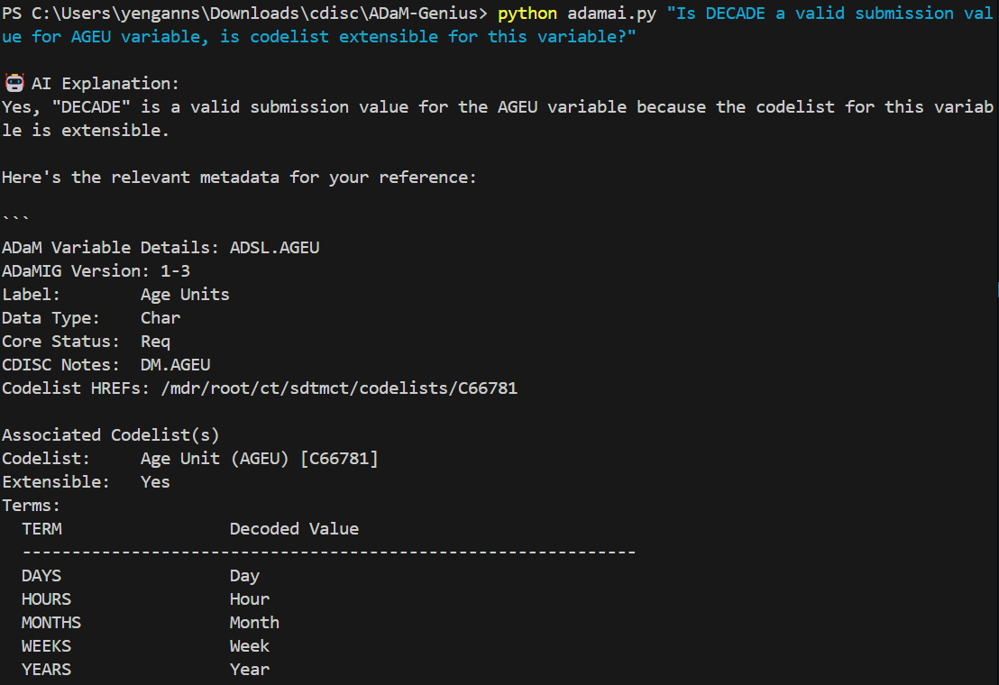 PS C:\Users\yenganns\Downloads\cdisc\ADaM-Genius> python adamai.py "Is DECADE a valid submission val
ue for AGEU variable, is codelist extensible for this variable?"
AI Explanation:
Yes, "DECADE" is a valid submission value for the AGEU variable because the codelist for this variab
le is extensible.
Here's the relevant metadata for your reference:
```
ADaM Variable Details: ADSL.AGEU
ADaMIG Version: 1-3
Label:        Age Units
Data Type:    Char
Core Status:  Req
CDISC Notes:  DM.AGEU
Codelist HREFs: /mdr/root/ct/sdtmct/codelists/C66781
Associated Codelist(s)
Codelist:     Age Unit (AGEU) [C66781]
Extensible:   Yes
Terms:
  TERM                 Decoded Value
  --------------------------------------------------------------
  DAYS                 Day
  HOURS                Hour
  MONTHS               Month
  WEEKS                Week
  YEARS                Year